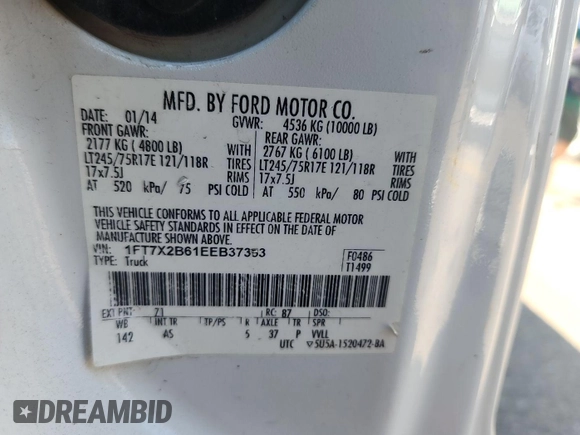 MFD. BY FORD MOTOR CO.
DATE: 01/14 GVWR: 4536 KG (10000 LB)
FRONT GAWR: REAR GAWR:
2177 KG ( 4800 LB) WITH 2767 KG ( 6100 LB) WITH
LT245/75R17E 121/118R TIRES LT245/75R17E 121/118R TIRES
17x7.5J RIMS 17x7.5J RIMS
AT 520 kPa/ 75 PSI COLD AT 550 kPa/ 80 PSI COLD
THIS VEHICLE CONFORMS TO ALL APPLICABLE FEDERAL MOTOR
VEHICLE SAFETY STANDARDS IN EFFECT ON THE DATE OF
MANUFACTURE SHOWN ABOVE.
VIN: 1FT7X2B61EEB37353 F0486
TYPE: Truck T1499
EXT PNT: Z1 RC: 87 DSO:
WB INT TR TP/PS R AXLE TR SPR
142 AS 5 37 P VVLL
UTC ▽5U5A-1520472-BA
DREAMBID